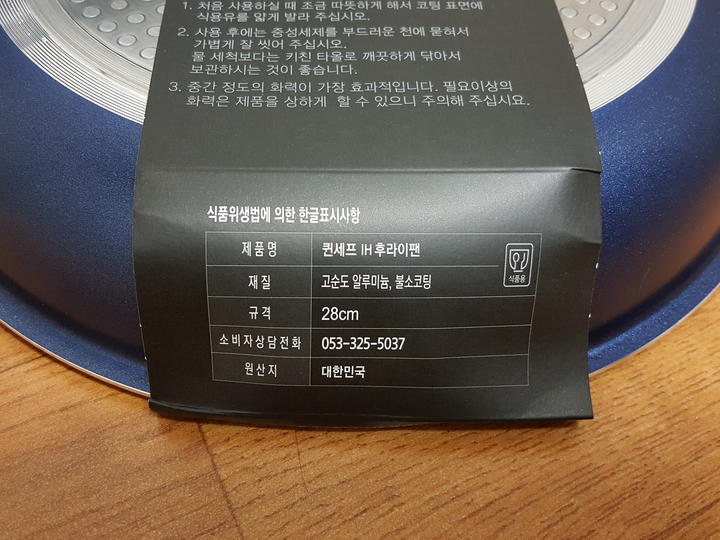 1. 처음 사용하실 때 조금 따뜻하게 해서 코팅 표면에
식용유를 얇게 발라 주십시오.
2. 사용 후에는 중성세제를 부드러운 천에 묻혀서
가볍게 잘 씻어 주십시오.
물 세척보다는 키친 타올로 깨끗하게 닦아서
보관하시는 것이 좋습니다.
3. 중간 정도의 화력이 가장 효과적입니다. 필요이상의
화력은 제품을 상하게 할 수 있으니 주의해 주십시요.
식품위생법에 의한 한글표시사항
제품명 퀸세프 IH후라이팬
식품용
재질 고순도 알루미늄, 불소코팅
규격 28cm
소비자상담전화 053-325-5037
원산지 대한민국